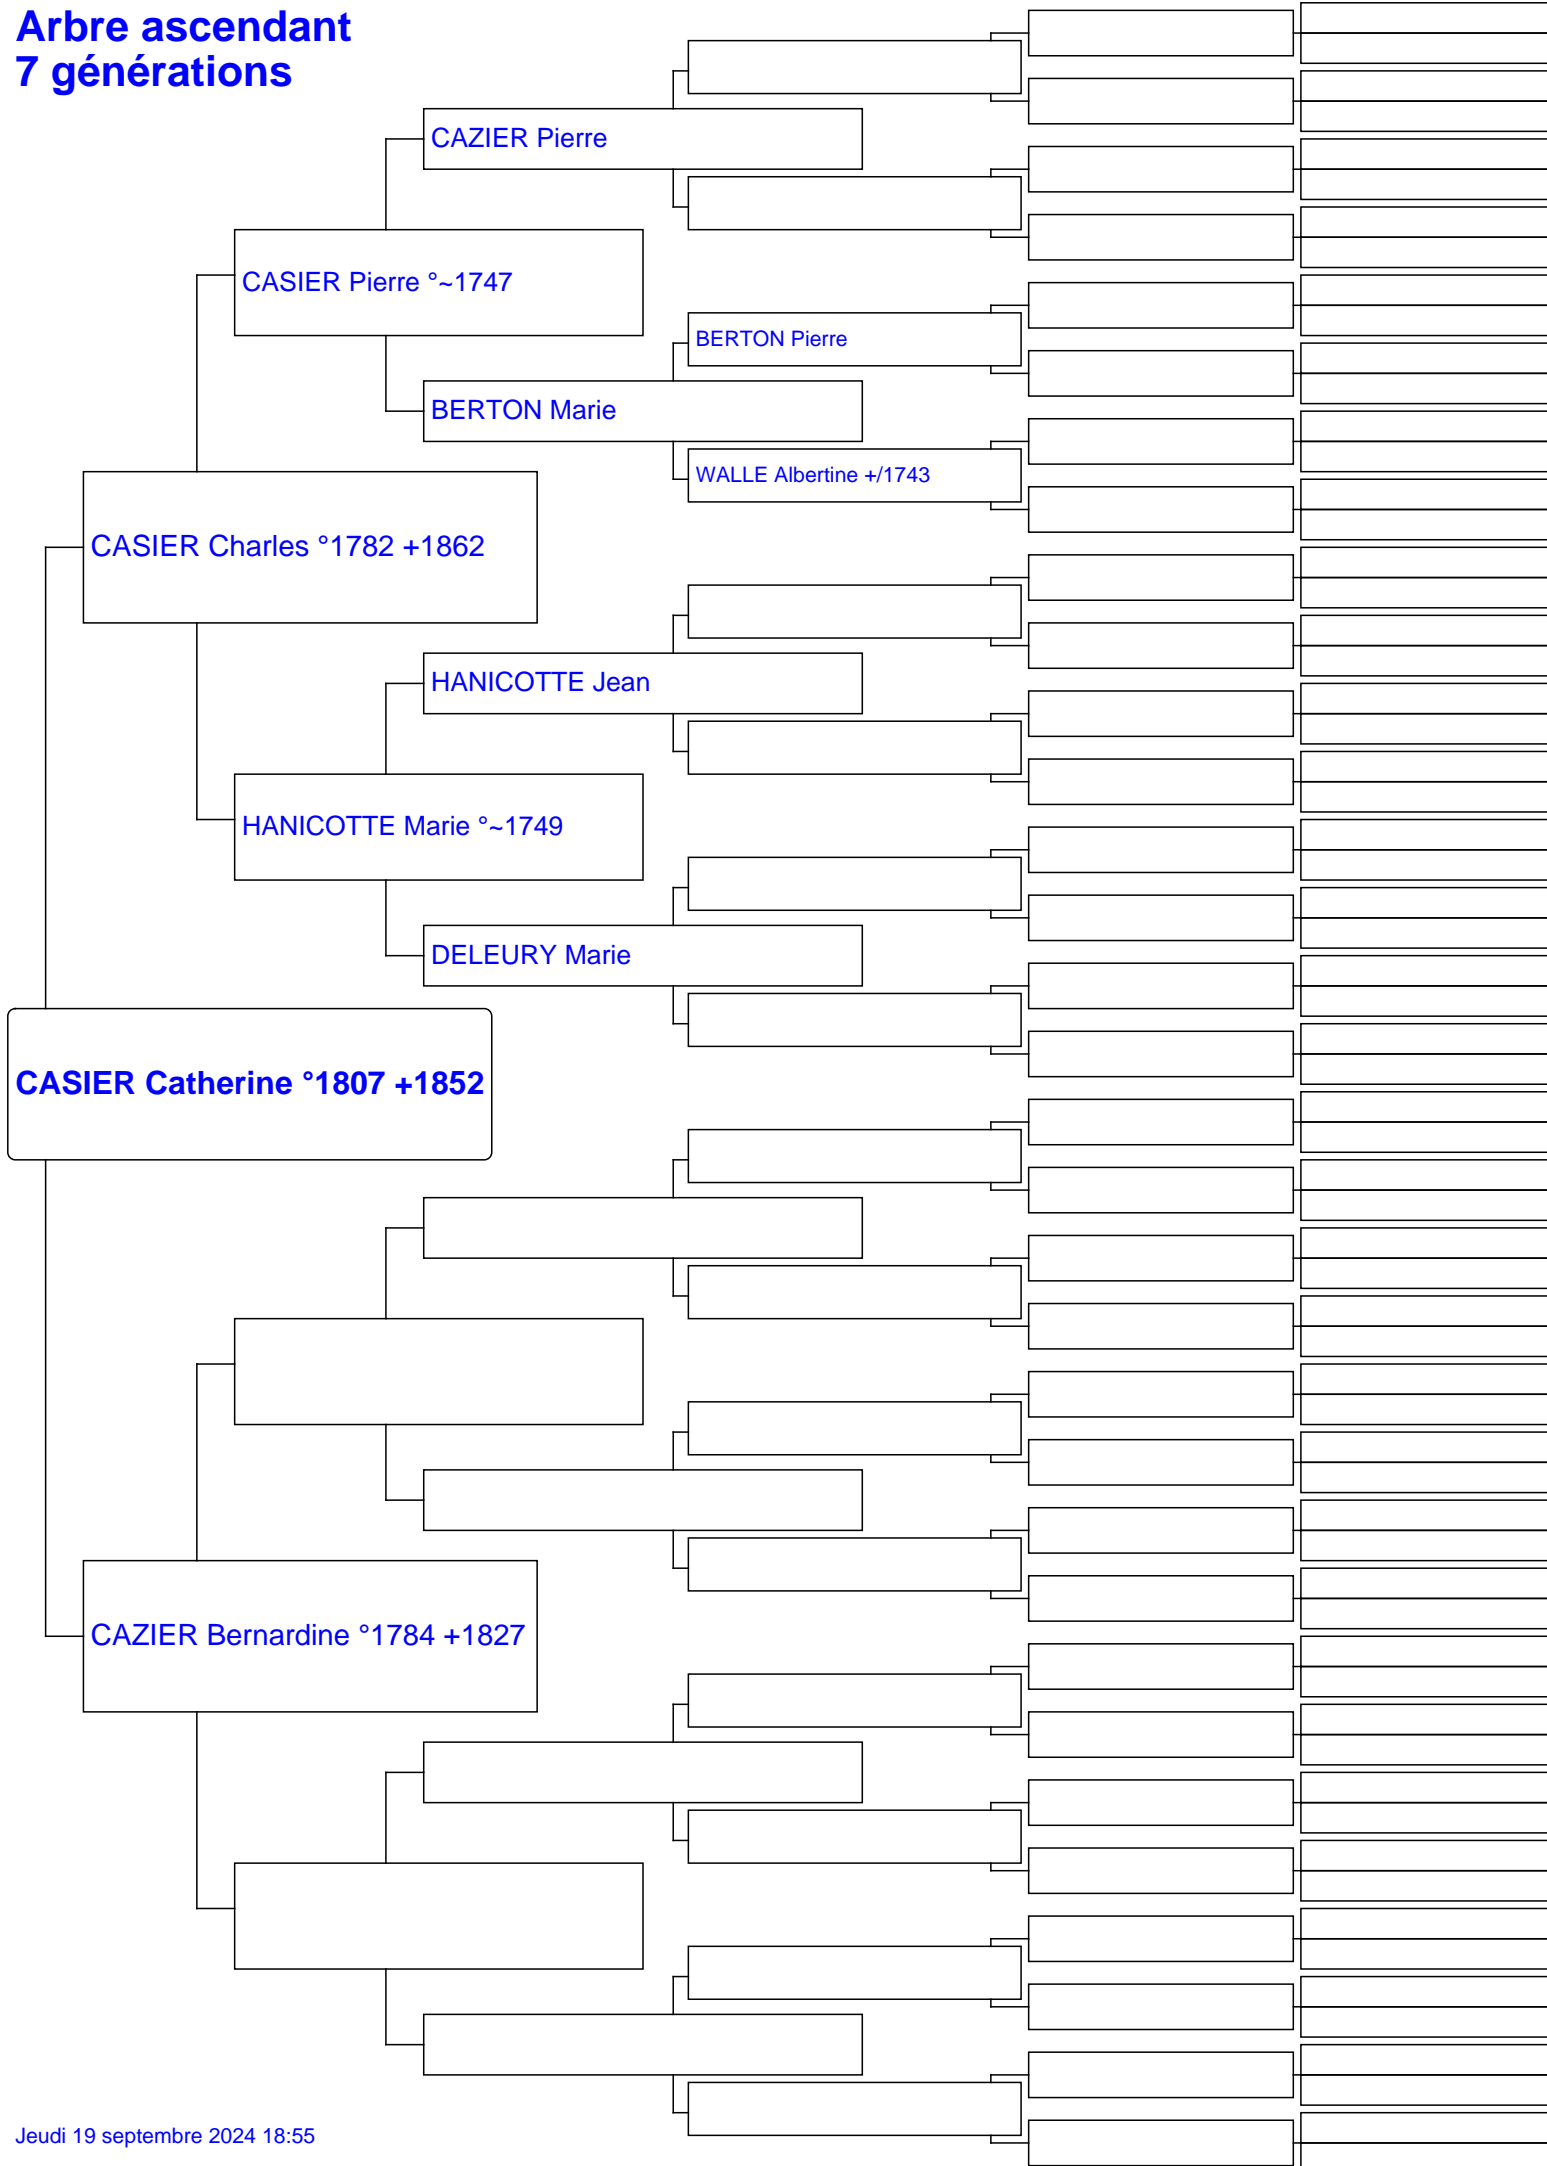 Arbre ascendant
7 générations
CAZIER Pierre
CASIER Pierre °~1747
BERTON Pierre
BERTON Marie
WALLE Albertine +/1743
CASIER Charles °1782 +1862
HANICOTTE Jean
HANICOTTE Marie °~1749
DELEURY Marie
CASIER Catherine °1807 +1852
CAZIER Bernardine °1784 +1827
Jeudi 19 septembre 2024 18:55